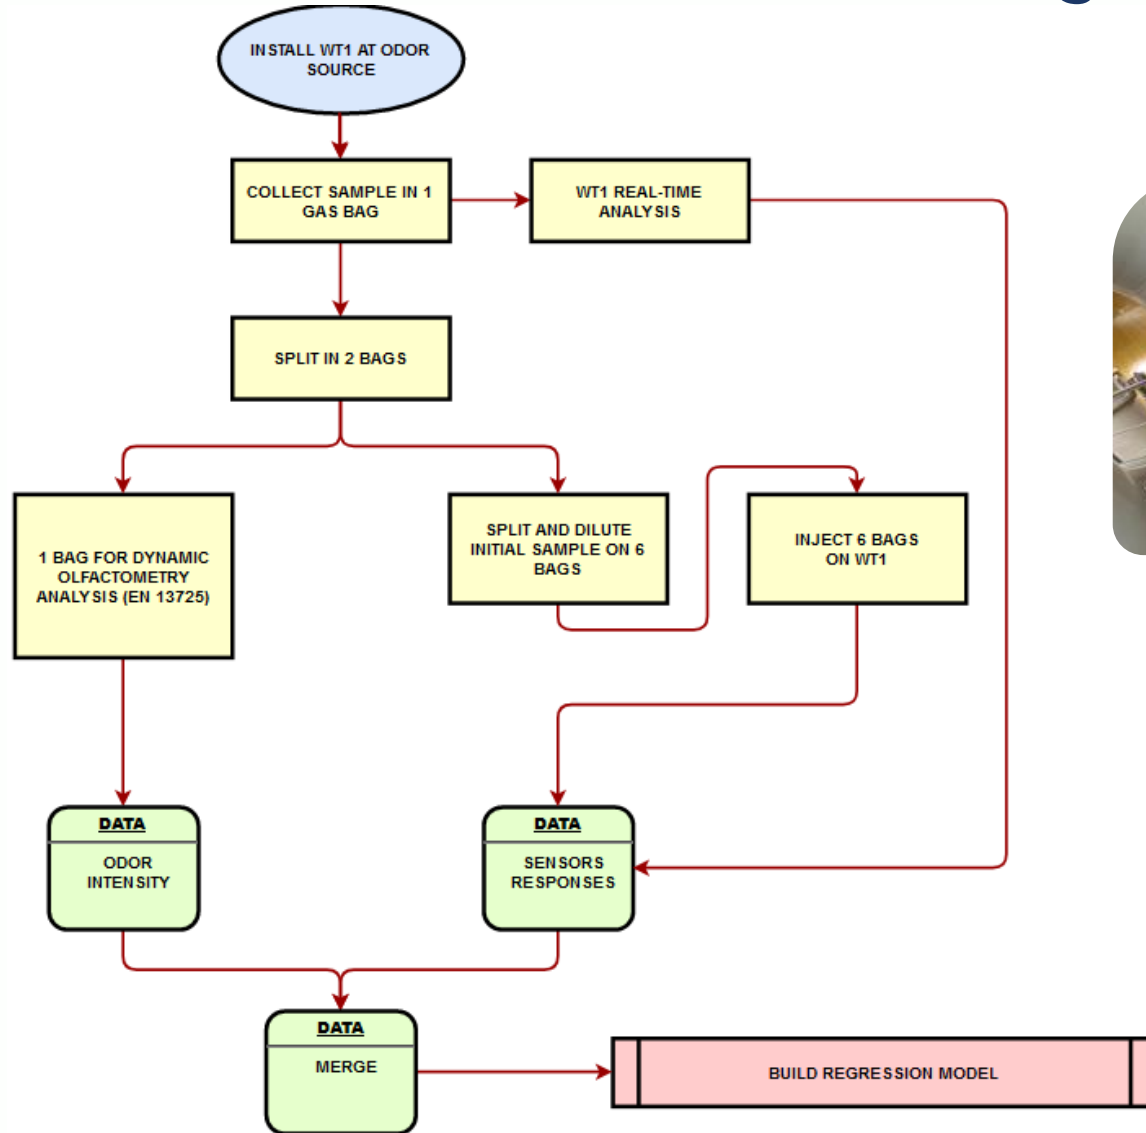 INSTALL WT1 AT ODOR
SOURCE
COLLECT SAMPLE IN 1
GAS BAG
WT1 REAL-TIME
ANALYSIS
SPLIT IN 2 BAGS
1 BAG FOR DYNAMIC
OLFACTOMETRY
ANALYSIS (EN 13725)
SPLIT AND DILUTE
INITIAL SAMPLE ON 6
BAGS
INJECT 6 BAGS
ON WT1
DATA
ODOR
INTENSITY
DATA
SENSORS
RESPONSES
DATA
MERGE
BUILD REGRESSION MODEL